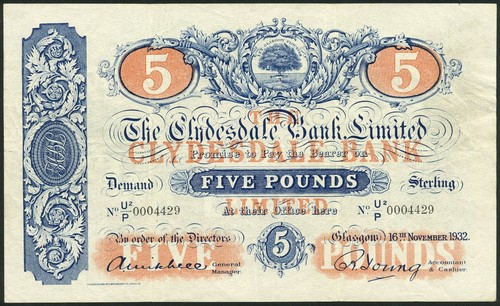 5 5
The Clydesdale Bank, Limited
THE
CLYDESDALE BANK
LIMITED
Promise to Pay the Bearer on
Demand FIVE POUNDS Sterling
No U2/P 0004429 At their Office here No U2/P 0004429
By order of the Directors Glasgow, 16TH NOVEMBER 1932.
FIVE 5 POUNDS
General Manager. Young Accountant & Cashier.